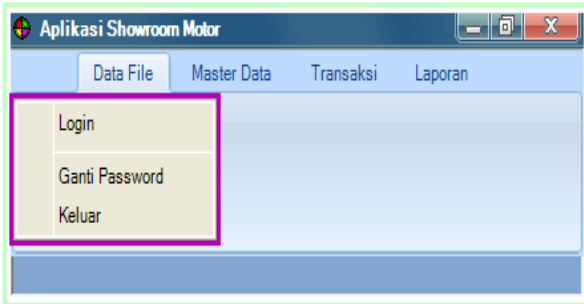 Aplikasi Showroom Motor
Data File Master Data Transaksi Laporan
Login
Ganti Password
Keluar